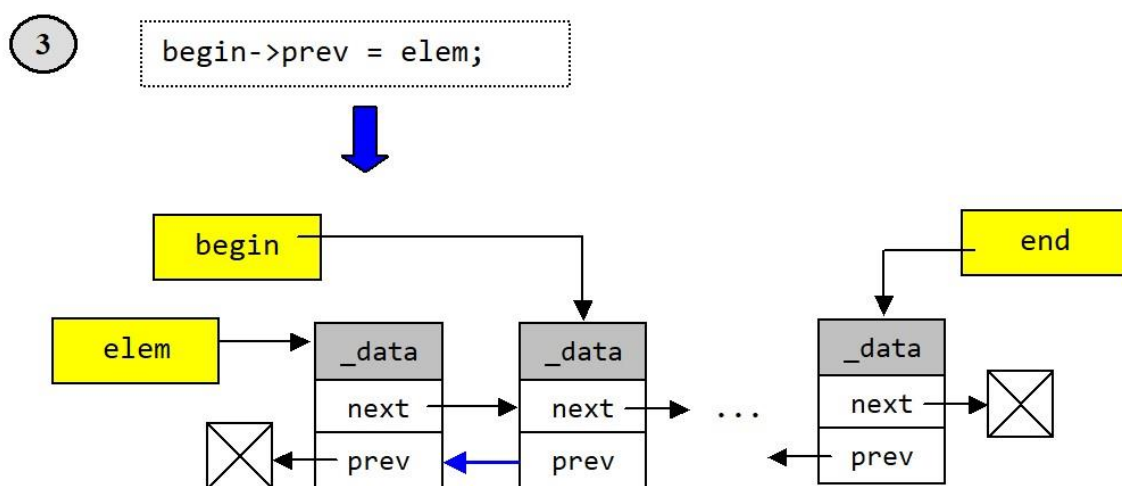 3
begin->prev = elem;
begin
end
elem
_data
_data
_data
next
next
...
next
prev
prev
prev